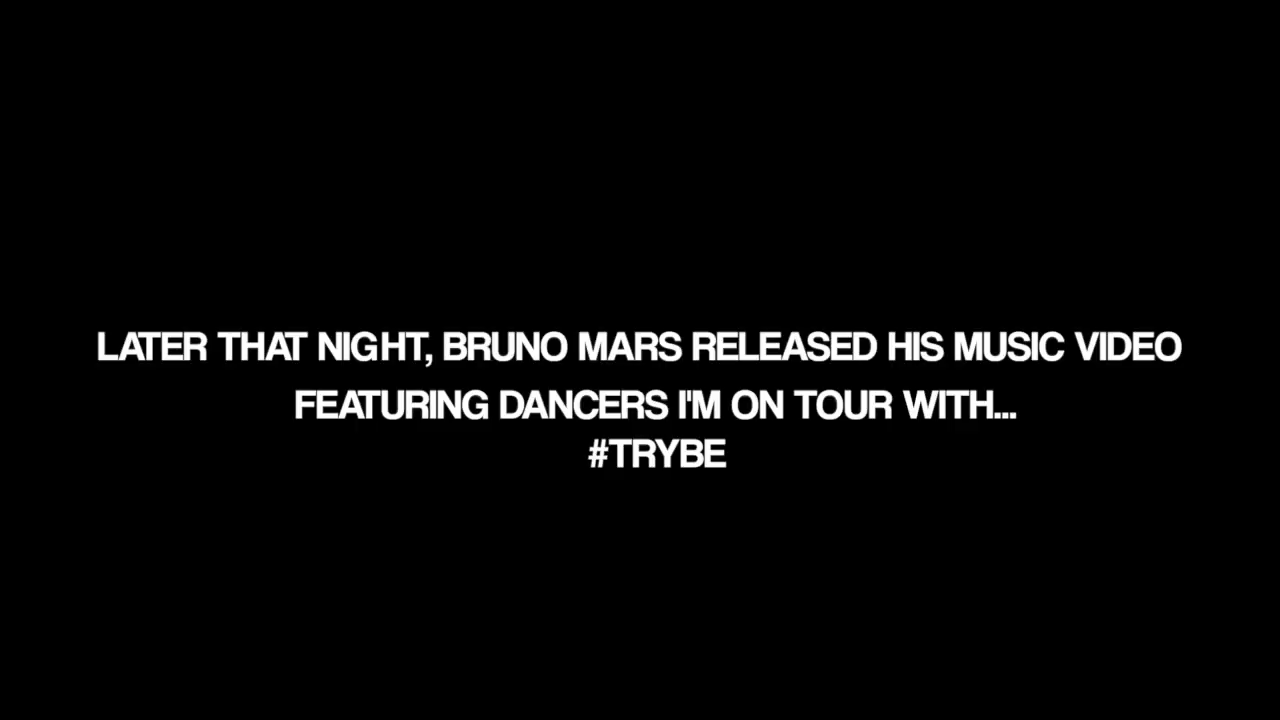 LATER THAT NIGHT, BRUNO MARS RELEASED HIS MUSIC VIDEO
FEATURING DANCERS I'M ON TOUR WITH...
#TRYBE